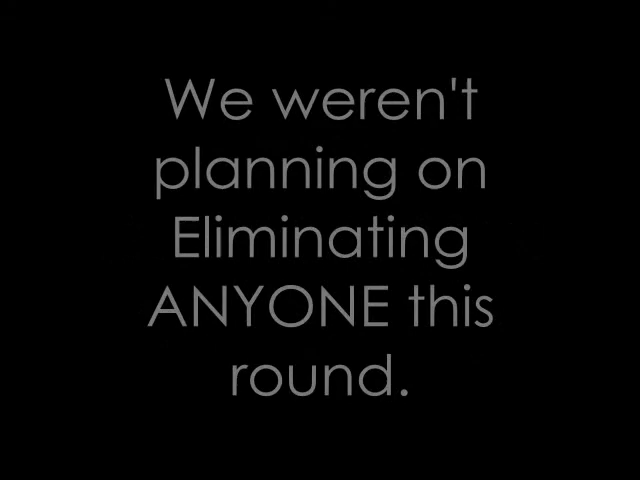 We weren't
planning on
Eliminating
ANYONE this
round.